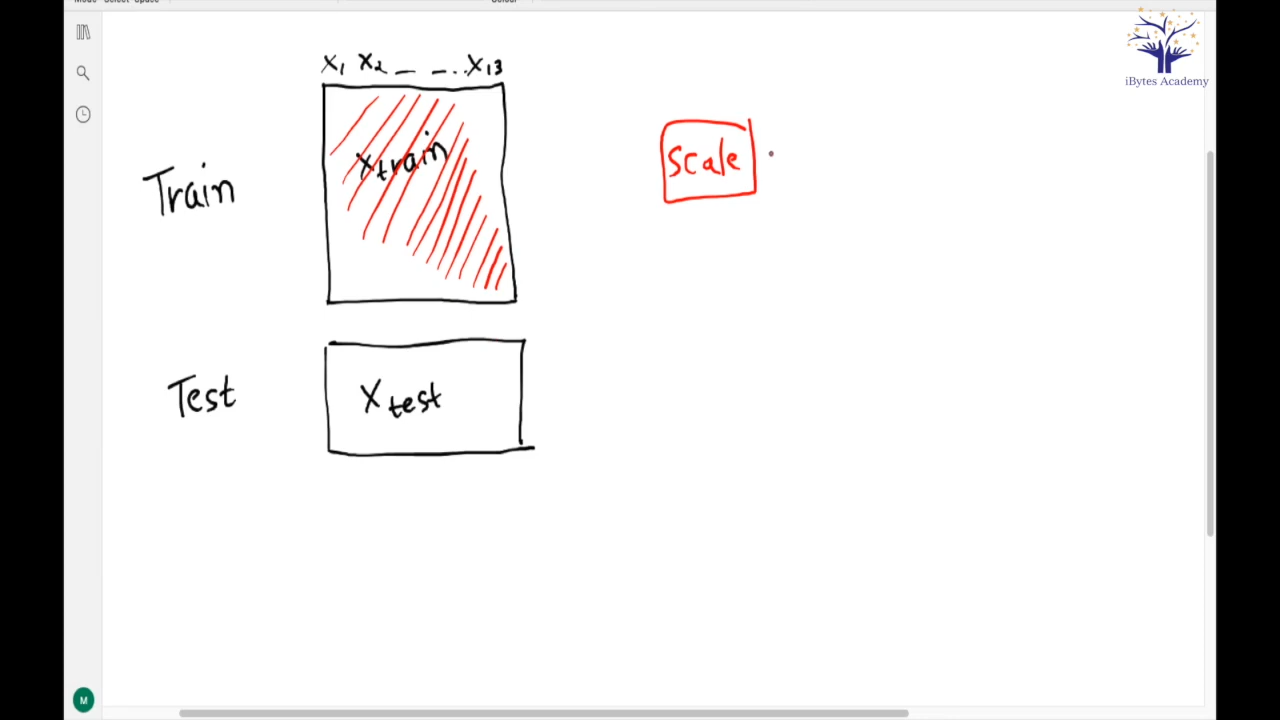 iBytes Academy
x1 x2 _ _ .. x13
Train
xtrain
scale
Test
xtest
M